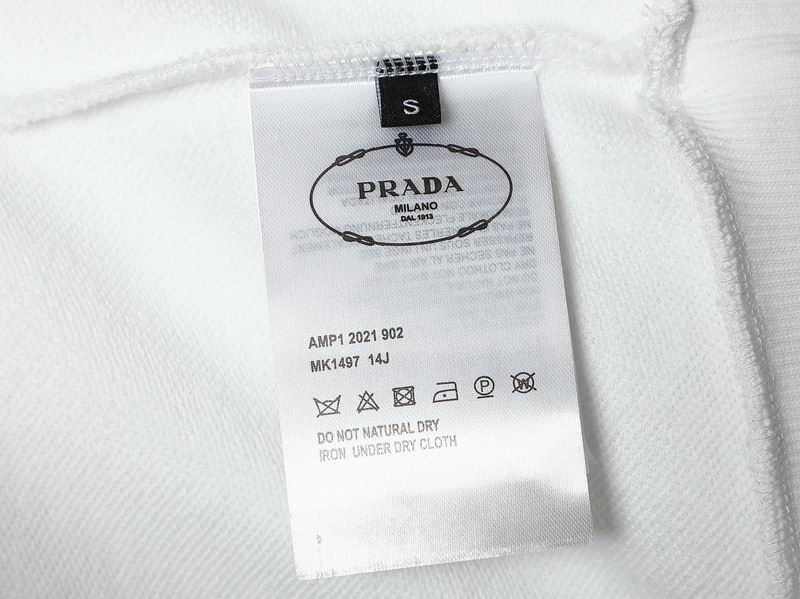 S
PRADA
MILANO
DAL 1913
AMP1 2021 902
MK1497 14J
P
W
DO NOT NATURAL DRY
IRON UNDER DRY CLOTH